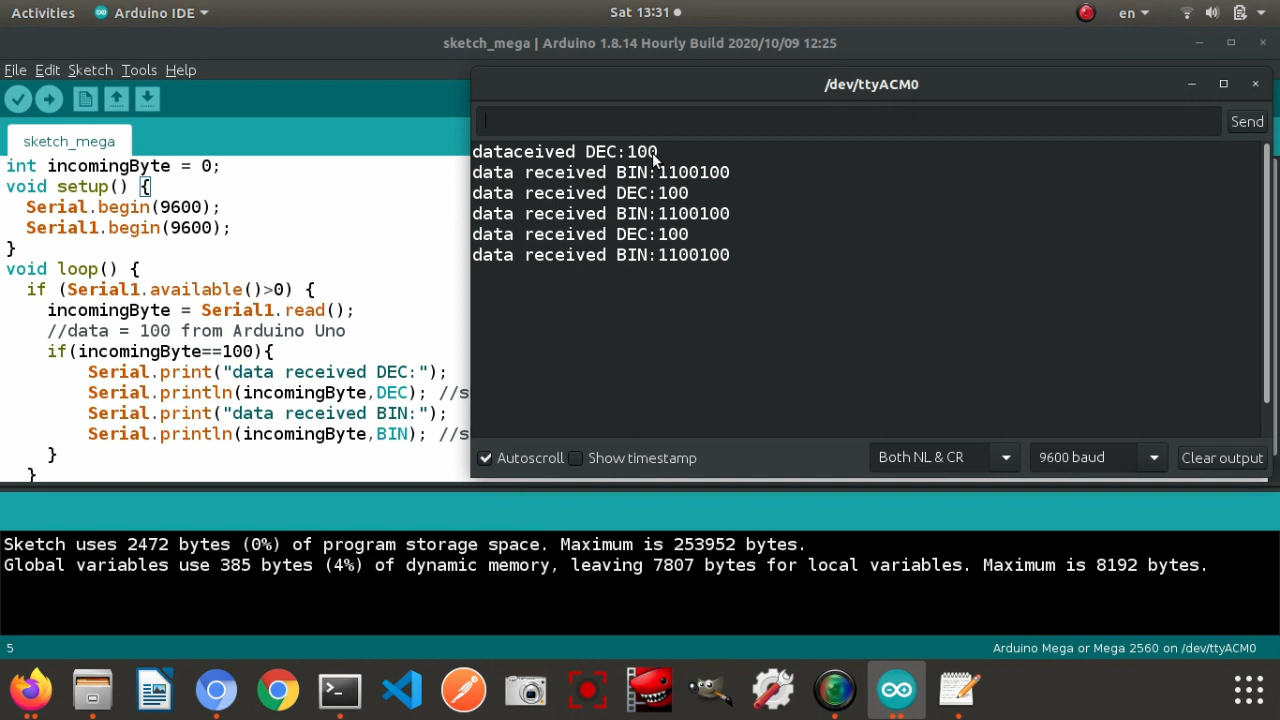 Activities Arduino IDE Sat 13:31 en
sketch_mega | Arduino 1.8.14 Hourly Build 2020/10/09 12:25
File Edit Sketch Tools Help
sketch_mega
int incomingByte = 0;
void setup() {
Serial.begin(9600);
Serial1.begin(9600);
}
void loop() {
if (Serial1.available()>0) {
incomingByte = Serial1.read();
//data = 100 from Arduino Uno
if(incomingByte==100){
Serial.print("data received DEC:");
Serial.println(incomingByte,DEC); //s
Serial.print("data received BIN:");
Serial.println(incomingByte,BIN); //s
}
}
/dev/ttyACM0
Send
dataceived DEC:100
data received BIN:1100100
data received DEC:100
data received BIN:1100100
data received DEC:100
data received BIN:1100100
Autoscroll Show timestamp Both NL & CR 9600 baud Clear output
Sketch uses 2472 bytes (0%) of program storage space. Maximum is 253952 bytes.
Global variables use 385 bytes (4%) of dynamic memory, leaving 7807 bytes for local variables. Maximum is 8192 bytes.
5 Arduino Mega or Mega 2560 on /dev/ttyACM0